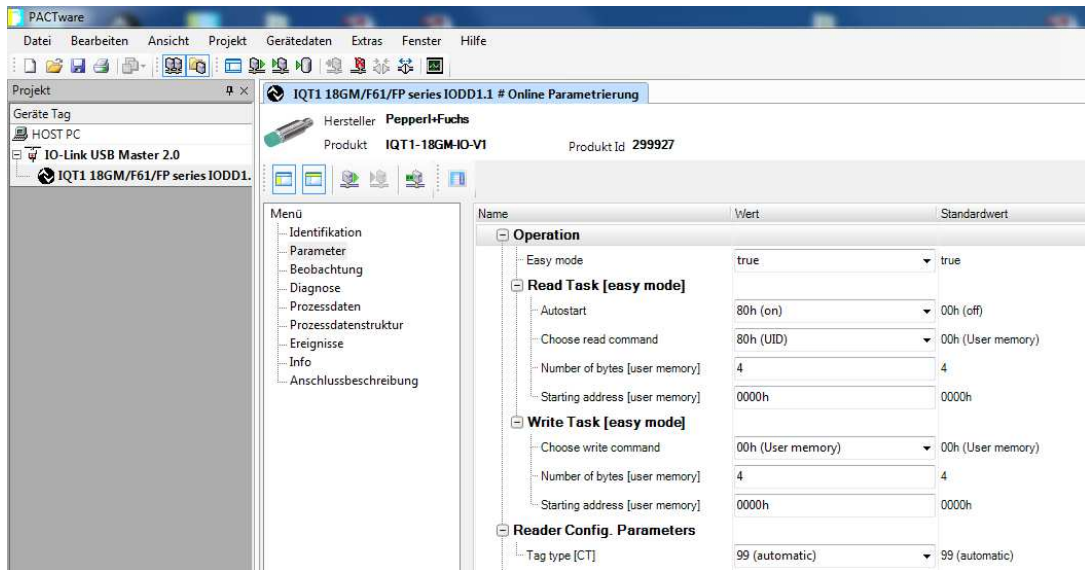 PACTware
Datei Bearbeiten Ansicht Projekt Gerätedaten Extras Fenster Hilfe
Projekt
Geräte Tag
HOST PC
IO-Link USB Master 2.0
IQT1 18GM/F61/FP series IODD1.
IQT1 18GM/F61/FP series IODD1.1 # Online Parametrierung
Hersteller Pepperl+Fuchs
Produkt IQT1-18GM-IO-V1 Produkt Id 299927
Menü
Identifikation
Parameter
Beobachtung
Diagnose
Prozessdaten
Prozessdatenstruktur
Ereignisse
Info
Anschlussbeschreibung
Name Wert Standardwert
Operation
Easy mode true true
Read Task [easy mode]
Autostart 80h (on) 00h (off)
Choose read command 80h (UID) 00h (User memory)
Number of bytes [user memory] 4 4
Starting address [user memory] 0000h 0000h
Write Task [easy mode]
Choose write command 00h (User memory) 00h (User memory)
Number of bytes [user memory] 4 4
Starting address [user memory] 0000h 0000h
Reader Config. Parameters
Tag type [CT] 99 (automatic) 99 (automatic)